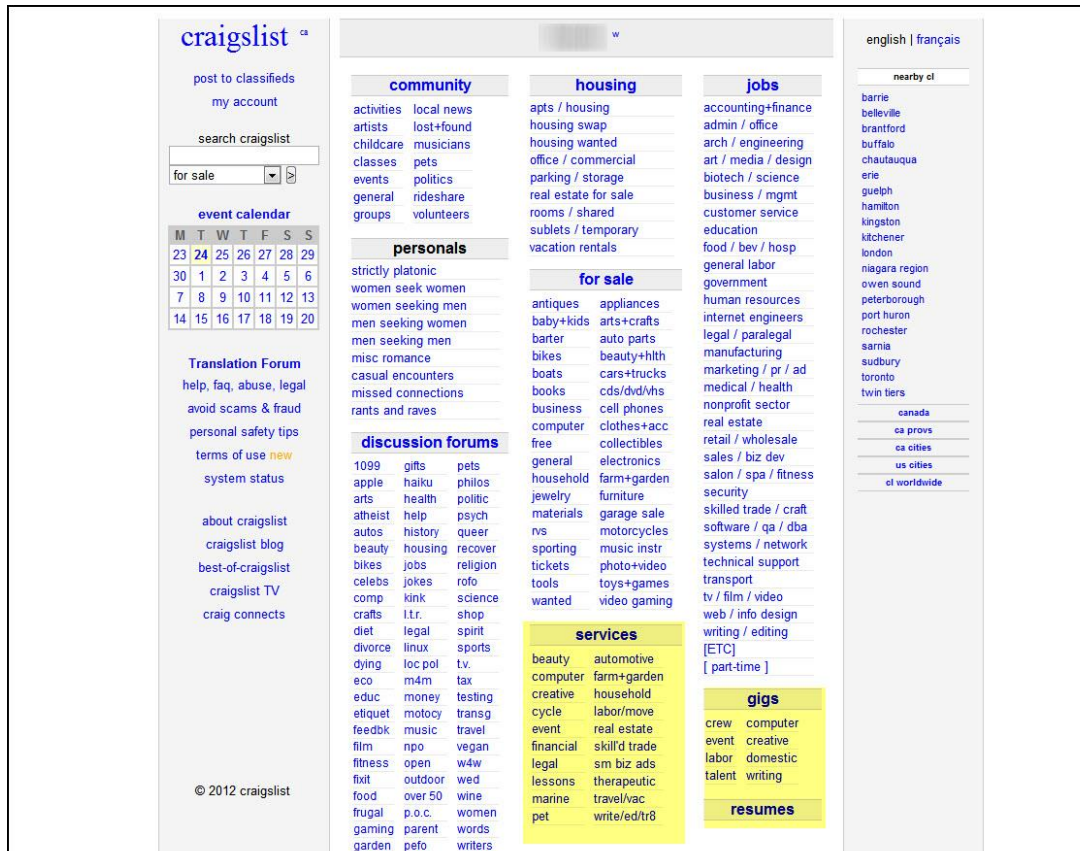 craigslist ca
post to classifieds
my account
search craigslist
for sale >
event calendar
M T W T F S S
23 24 25 26 27 28 29
30 1 2 3 4 5 6
7 8 9 10 11 12 13
14 15 16 17 18 19 20
Translation Forum
help, faq, abuse, legal
avoid scams & fraud
personal safety tips
terms of use new
system status
about craigslist
craigslist blog
best-of-craigslist
craigslist TV
craig connects
© 2012 craigslist
w
community
activities local news
artists lost+found
childcare musicians
classes pets
events politics
general rideshare
groups volunteers
personals
strictly platonic
women seek women
women seeking men
men seeking women
men seeking men
misc romance
casual encounters
missed connections
rants and raves
discussion forums
1099 gifts pets
apple haiku philos
arts health politic
atheist help psych
autos history queer
beauty housing recover
bikes jobs religion
celebs jokes rofo
comp kink science
crafts l.t.r. shop
diet legal spirit
divorce linux sports
dying loc pol t.v.
eco m4m tax
educ money testing
etiquet motocy transg
feedbk music travel
film npo vegan
fitness open w4w
fixit outdoor wed
food over 50 wine
frugal p.o.c. women
gaming parent words
garden pefo writers
housing
apts / housing
housing swap
housing wanted
office / commercial
parking / storage
real estate for sale
rooms / shared
sublets / temporary
vacation rentals
for sale
antiques appliances
baby+kids arts+crafts
barter auto parts
bikes beauty+hlth
boats cars+trucks
books cds/dvd/vhs
business cell phones
computer clothes+acc
free collectibles
general electronics
household farm+garden
jewelry furniture
materials garage sale
rvs motorcycles
sporting music instr
tickets photo+video
tools toys+games
wanted video gaming
services
beauty automotive
computer farm+garden
creative household
cycle labor/move
event real estate
financial skill'd trade
legal sm biz ads
lessons therapeutic
marine travel/vac
pet write/ed/tr8
jobs
accounting+finance
admin / office
arch / engineering
art / media / design
biotech / science
business / mgmt
customer service
education
food / bev / hosp
general labor
government
human resources
internet engineers
legal / paralegal
manufacturing
marketing / pr / ad
medical / health
nonprofit sector
real estate
retail / wholesale
sales / biz dev
salon / spa / fitness
security
skilled trade / craft
software / qa / dba
systems / network
technical support
transport
tv / film / video
web / info design
writing / editing
[ETC]
[ part-time ]
gigs
crew computer
event creative
labor domestic
talent writing
resumes
english | français
nearby cl
barrie
belleville
brantford
buffalo
chautauqua
erie
guelph
hamilton
kingston
kitchener
london
niagara region
owen sound
peterborough
port huron
rochester
sarnia
sudbury
toronto
twin tiers
canada
ca provs
ca cities
us cities
cl worldwide